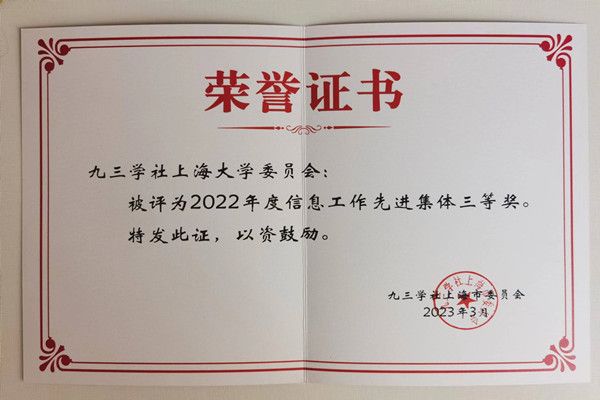 荣誉证书
九三学社上海大学委员会：
被评为2022年度信息工作先进集体三等奖。
特发此证，以资鼓励。
九三学社上海市委员会
2023年3月